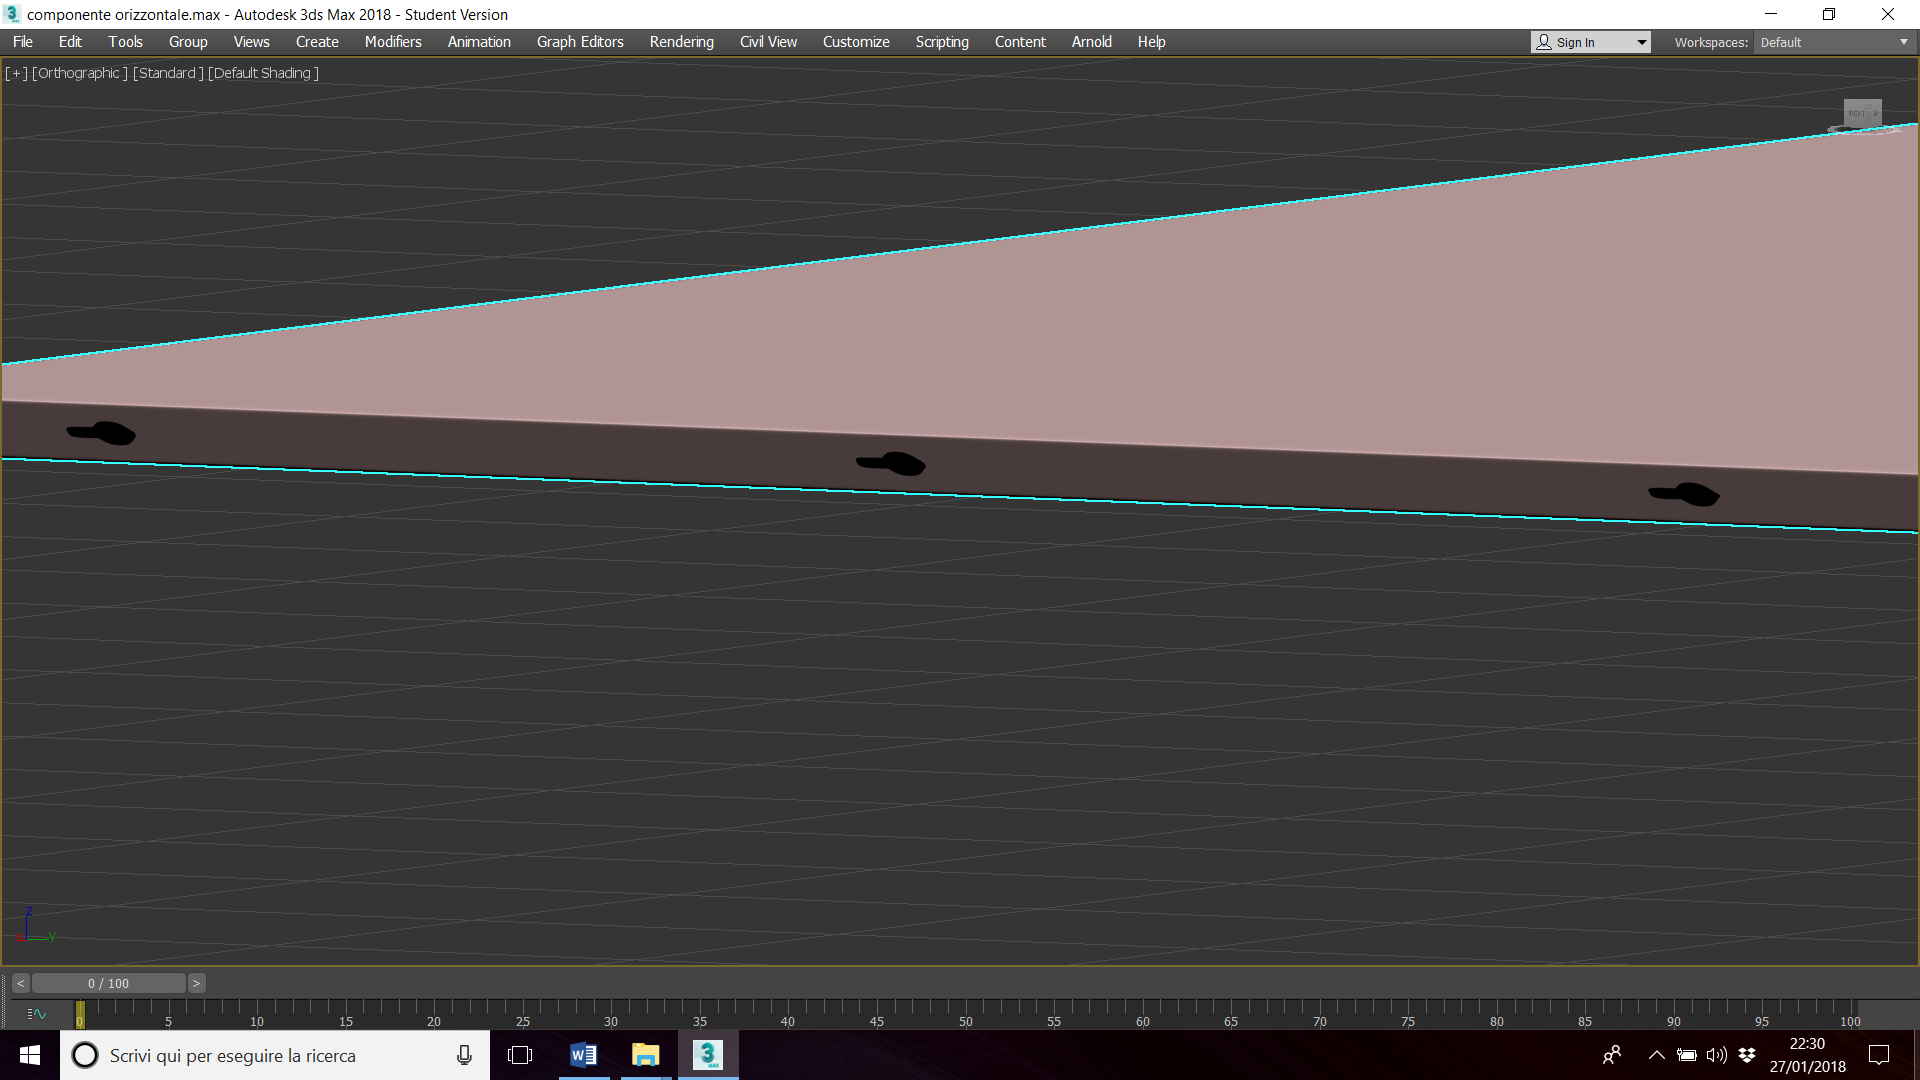 componente orizzontale.max - Autodesk 3ds Max 2018 - Student Version
File Edit Tools Group Views Create Modifiers Animation Graph Editors Rendering Civil View Customize Scripting Content Arnold Help Sign In Workspaces: Default
[ + ] [Orthographic ] [Standard ] [Default Shading ]
RIGHT
z
x y
< 0 / 100 >
0 5 10 15 20 25 30 35 40 45 50 55 60 65 70 75 80 85 90 95 100
Scrivi qui per eseguire la ricerca
22:30
27/01/2018